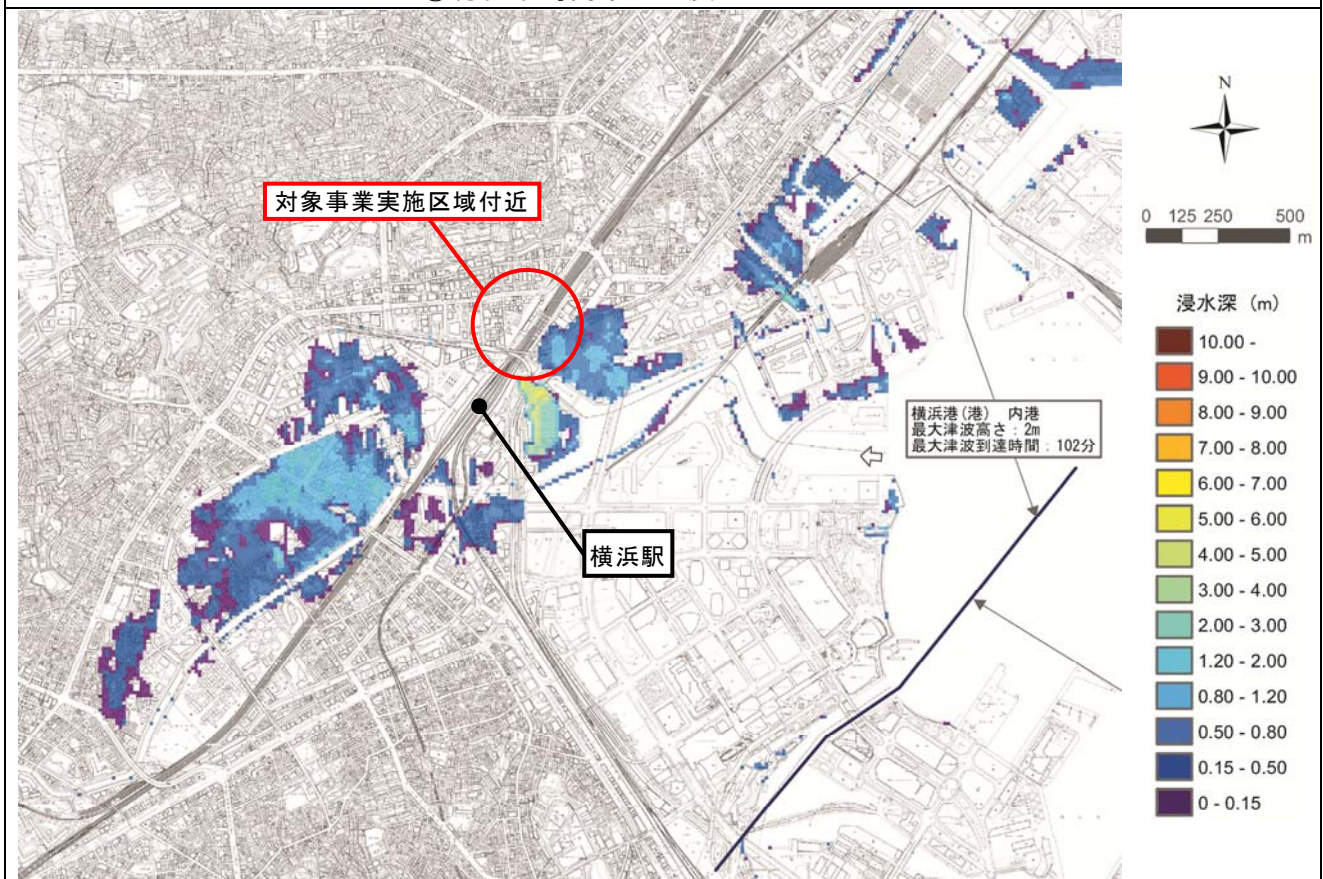 N
0 125 250 500
m
対象事業実施区域付近
浸水深 (m)
10.00 -
9.00 - 10.00
8.00 - 9.00
7.00 - 8.00
6.00 - 7.00
5.00 - 6.00
4.00 - 5.00
3.00 - 4.00
2.00 - 3.00
1.20 - 2.00
0.80 - 1.20
0.50 - 0.80
0.15 - 0.50
0 - 0.15
横浜港(港) 内港
最大津波高さ：2m
最大津波到達時間：102分
横浜駅